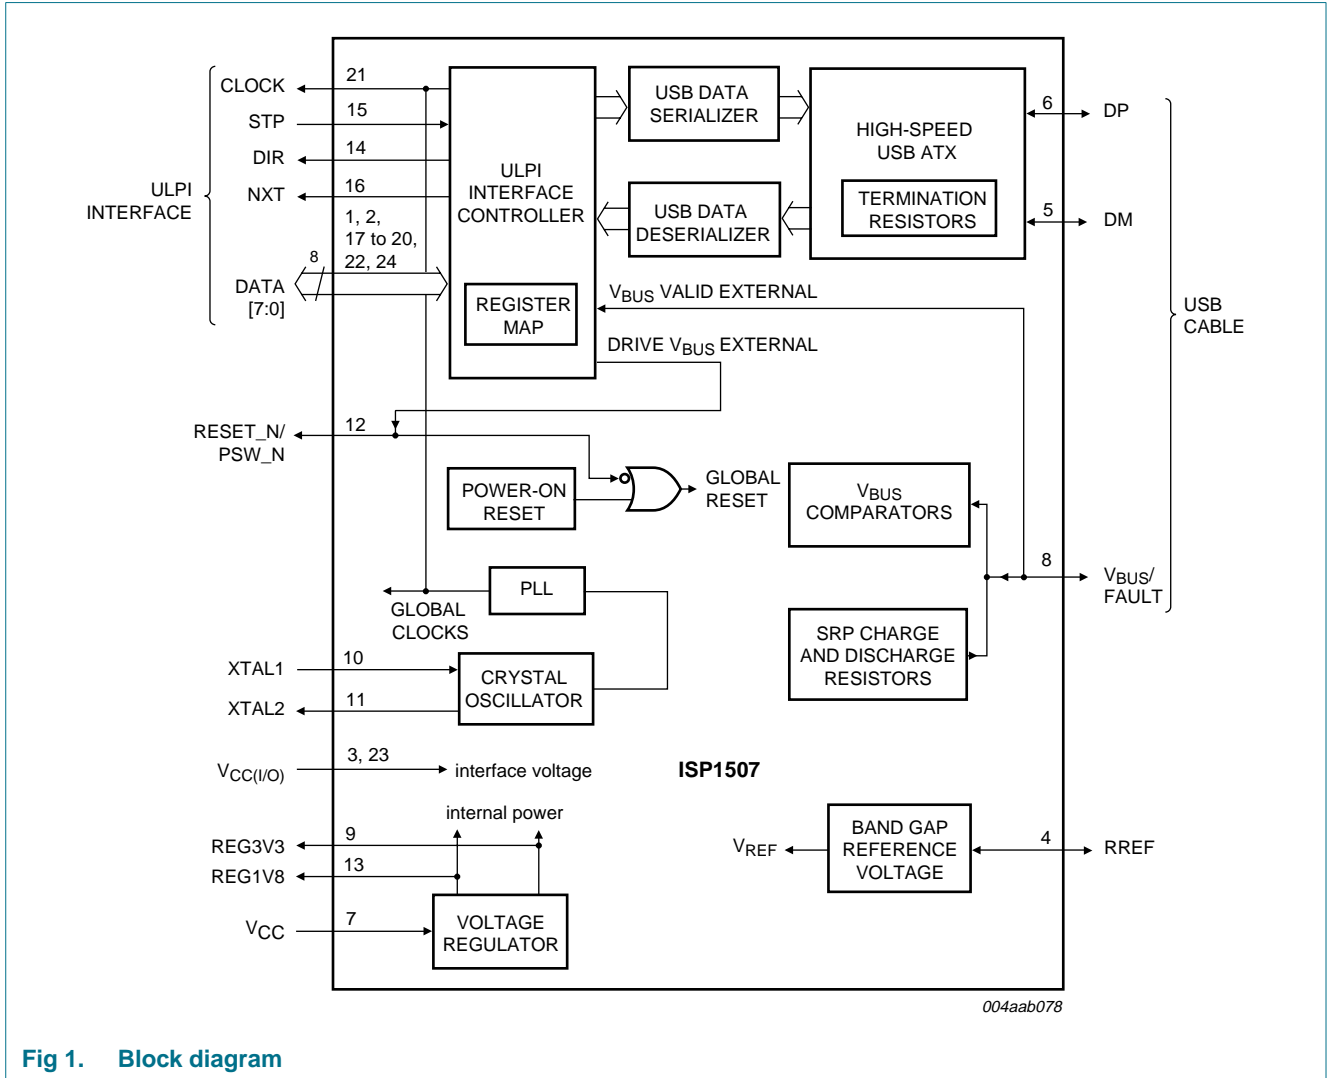 CLOCK
21
STP
15
DIR
14
NXT
16
ULPI
INTERFACE
1, 2,
17 to 20,
22, 24
8
DATA
[7:0]
ULPI
INTERFACE
CONTROLLER
REGISTER
MAP
USB DATA
SERIALIZER
USB DATA
DESERIALIZER
HIGH-SPEED
USB ATX
TERMINATION
RESISTORS
6
DP
5
DM
USB
CABLE
VBUS VALID EXTERNAL
DRIVE VBUS EXTERNAL
RESET_N/
PSW_N
12
POWER-ON
RESET
GLOBAL
RESET
VBUS
COMPARATORS
8
VBUS/
FAULT
PLL
GLOBAL
CLOCKS
SRP CHARGE
AND DISCHARGE
RESISTORS
XTAL1
10
XTAL2
11
CRYSTAL
OSCILLATOR
VCC(I/O)
3, 23
interface voltage
ISP1507
internal power
REG3V3
9
REG1V8
13
VCC
7
VOLTAGE
REGULATOR
VREF
BAND GAP
REFERENCE
VOLTAGE
4
RREF
004aab078
Fig 1. Block diagram